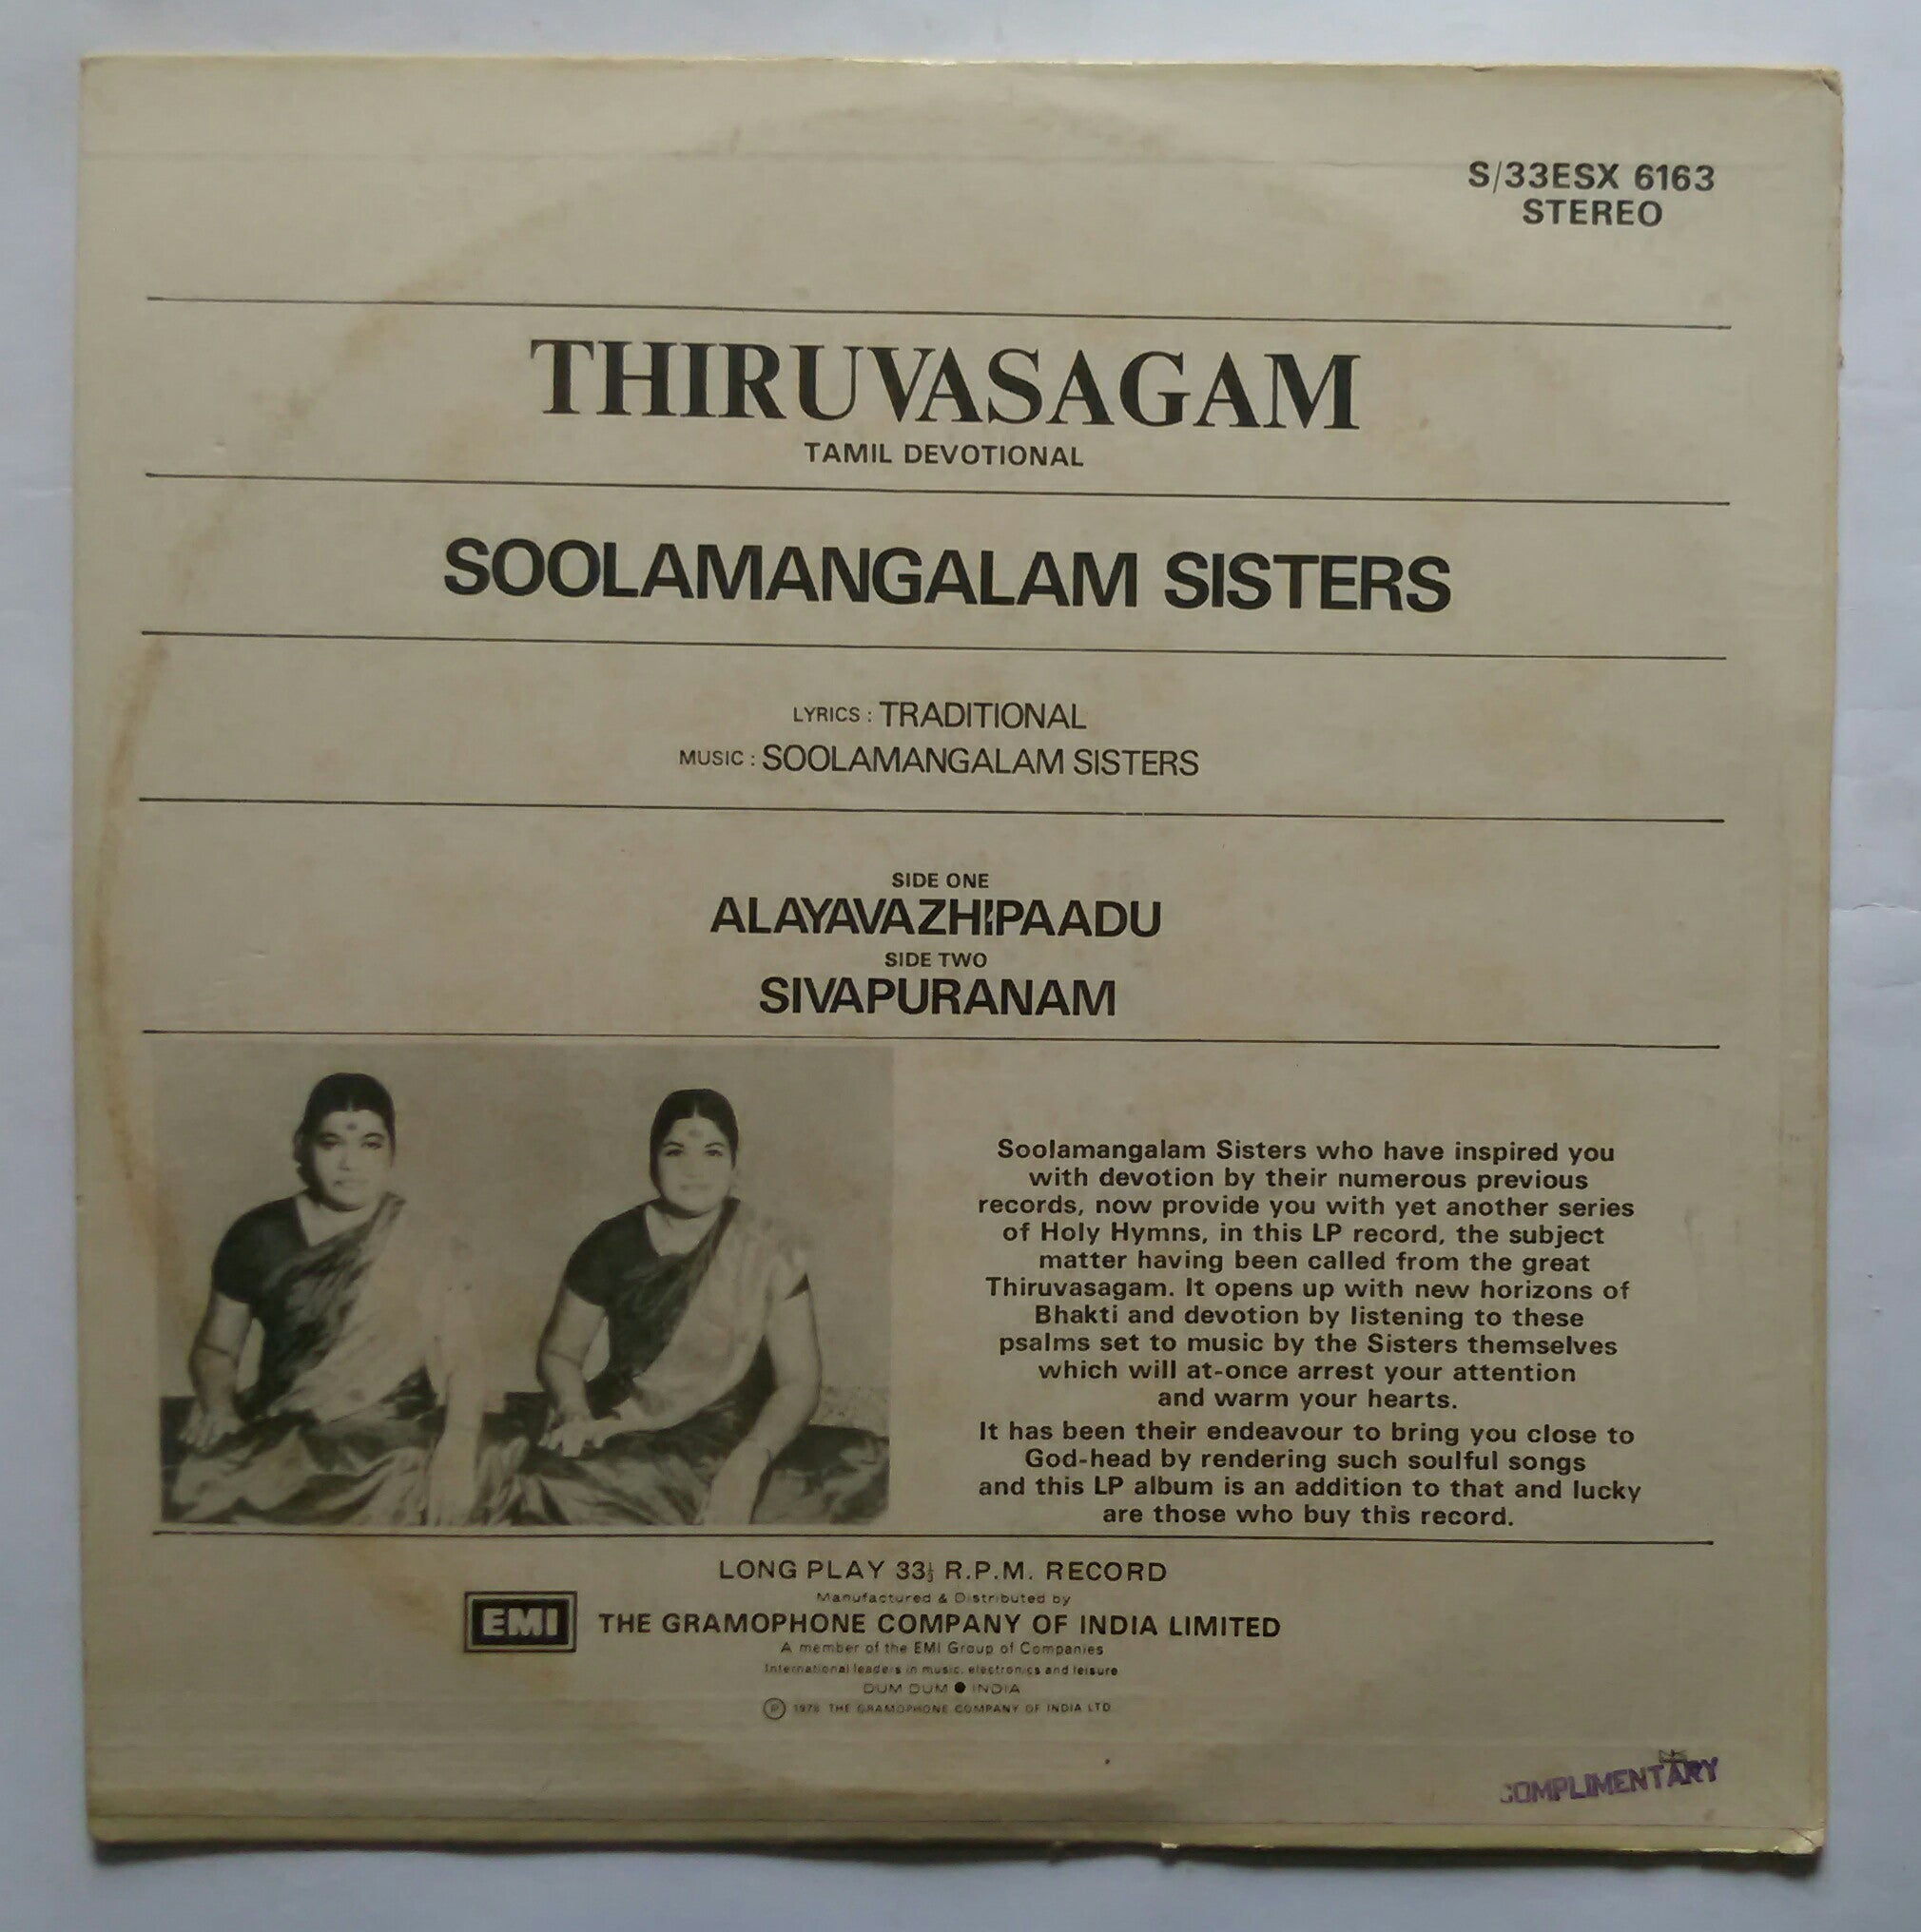 S/33ESX 6163
STEREO
THIRUVASAGAM
TAMIL DEVOTIONAL
SOOLAMANGALAM SISTERS
LYRICS : TRADITIONAL
MUSIC : SOOLAMANGALAM SISTERS
SIDE ONE
ALAYAVAZHIPAADU
SIDE TWO
SIVAPURANAM
Soolamangalam Sisters who have inspired you
with devotion by their numerous previous
records, now provide you with yet another series
of Holy Hymns, in this LP record, the subject
matter having been called from the great
Thiruvasagam. It opens up with new horizons of
Bhakti and devotion by listening to these
psalms set to music by the Sisters themselves
which will at-once arrest your attention
and warm your hearts.
It has been their endeavour to bring you close to
God-head by rendering such soulful songs
and this LP album is an addition to that and lucky
are those who buy this record.
LONG PLAY 33⅓ R.P.M. RECORD
Manufactured & Distributed by
EMI THE GRAMOPHONE COMPANY OF INDIA LIMITED
A member of the EMI Group of Companies
International leaders in music, electronics and leisure
DUM DUM ● INDIA
Ⓟ 1978 THE GRAMOPHONE COMPANY OF INDIA LTD
COMPLIMENTARY